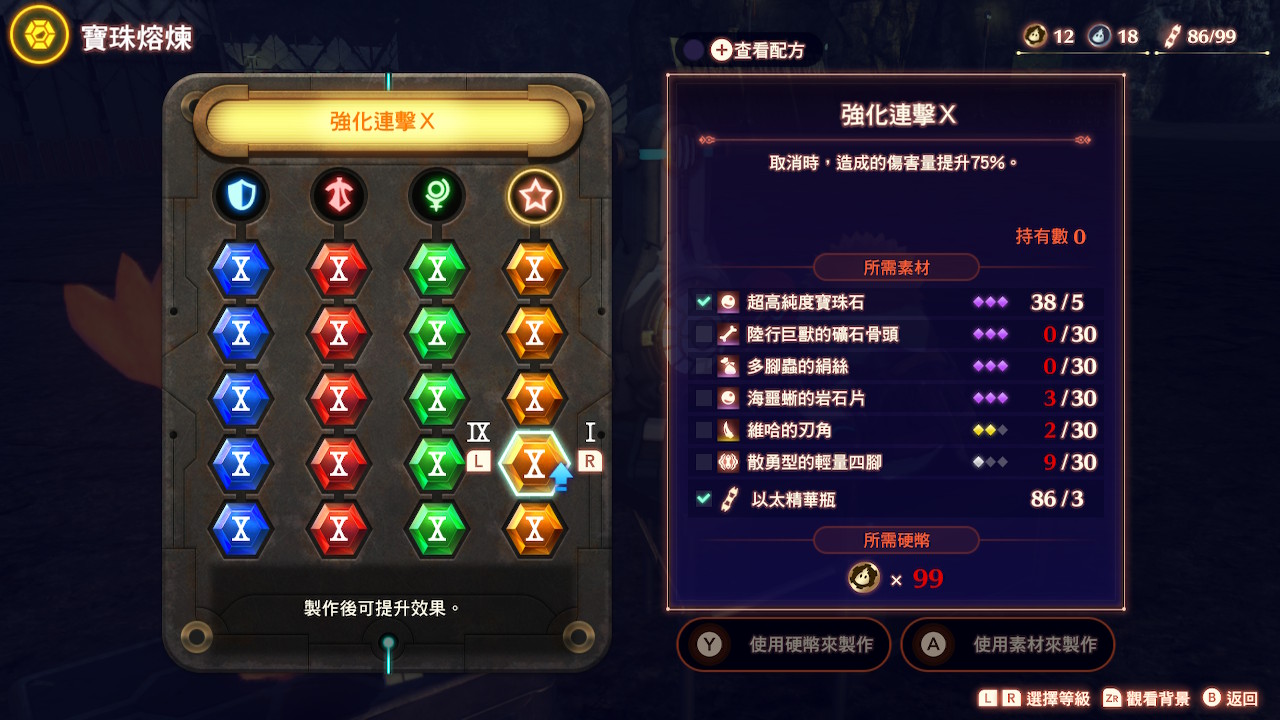 寶珠熔煉
12 18 86/99
+查看配方
強化連擊X
強化連擊X
取消時，造成的傷害量提升75%。
持有數 0
所需素材
超高純度寶珠石 38/5
陸行巨獸的礦石骨頭 0/30
多腳蟲的絹絲 0/30
海噩蜥的岩石片 3/30
維哈的刃角 2/30
散勇型的輕量四腳 9/30
以太精華瓶 86/3
所需硬幣
× 99
X X X X
X X X X
X X X X
IX I
L R
X X X X
X X X X
製作後可提升效果。
Y 使用硬幣來製作
A 使用素材來製作
L R 選擇等級 ZR 觀看背景 B 返回